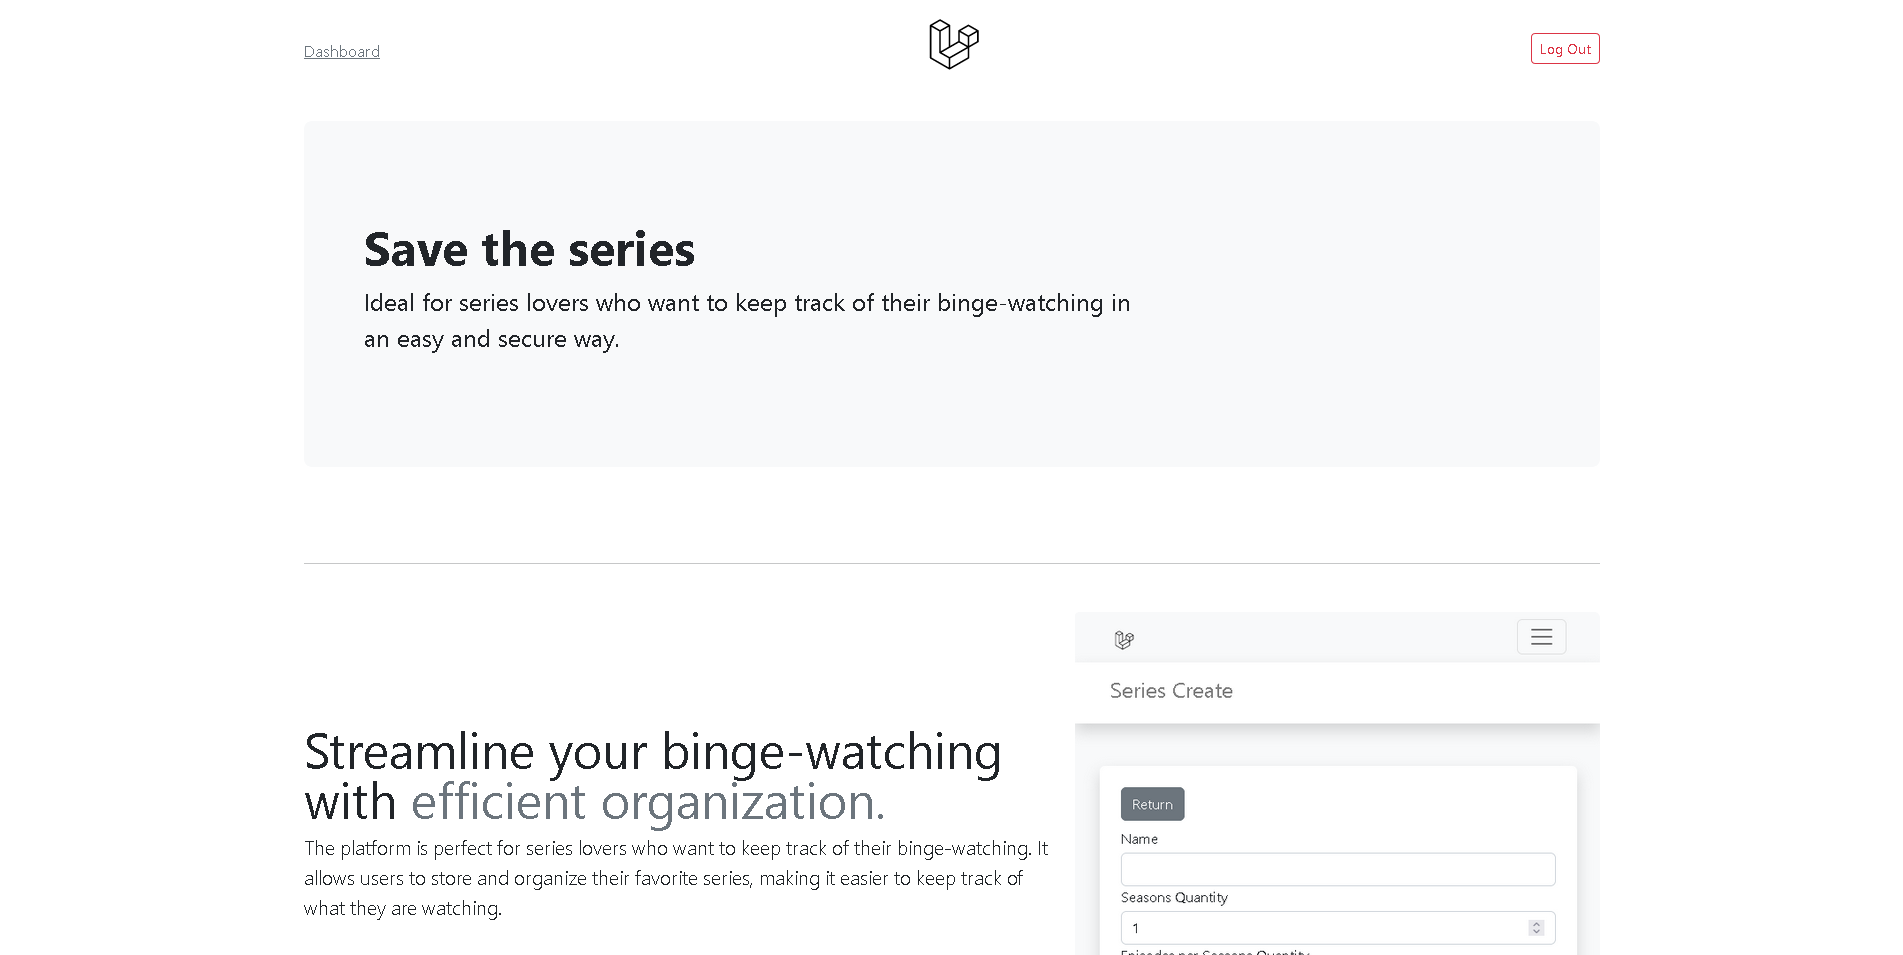 Dashboard
Log Out
Save the series
Ideal for series lovers who want to keep track of their binge-watching in
an easy and secure way.
Streamline your binge-watching
with efficient organization.
The platform is perfect for series lovers who want to keep track of their binge-watching. It
allows users to store and organize their favorite series, making it easier to keep track of
what they are watching.
Series Create
Return
Name
Seasons Quantity
1
Episodes per Seasons Quantity